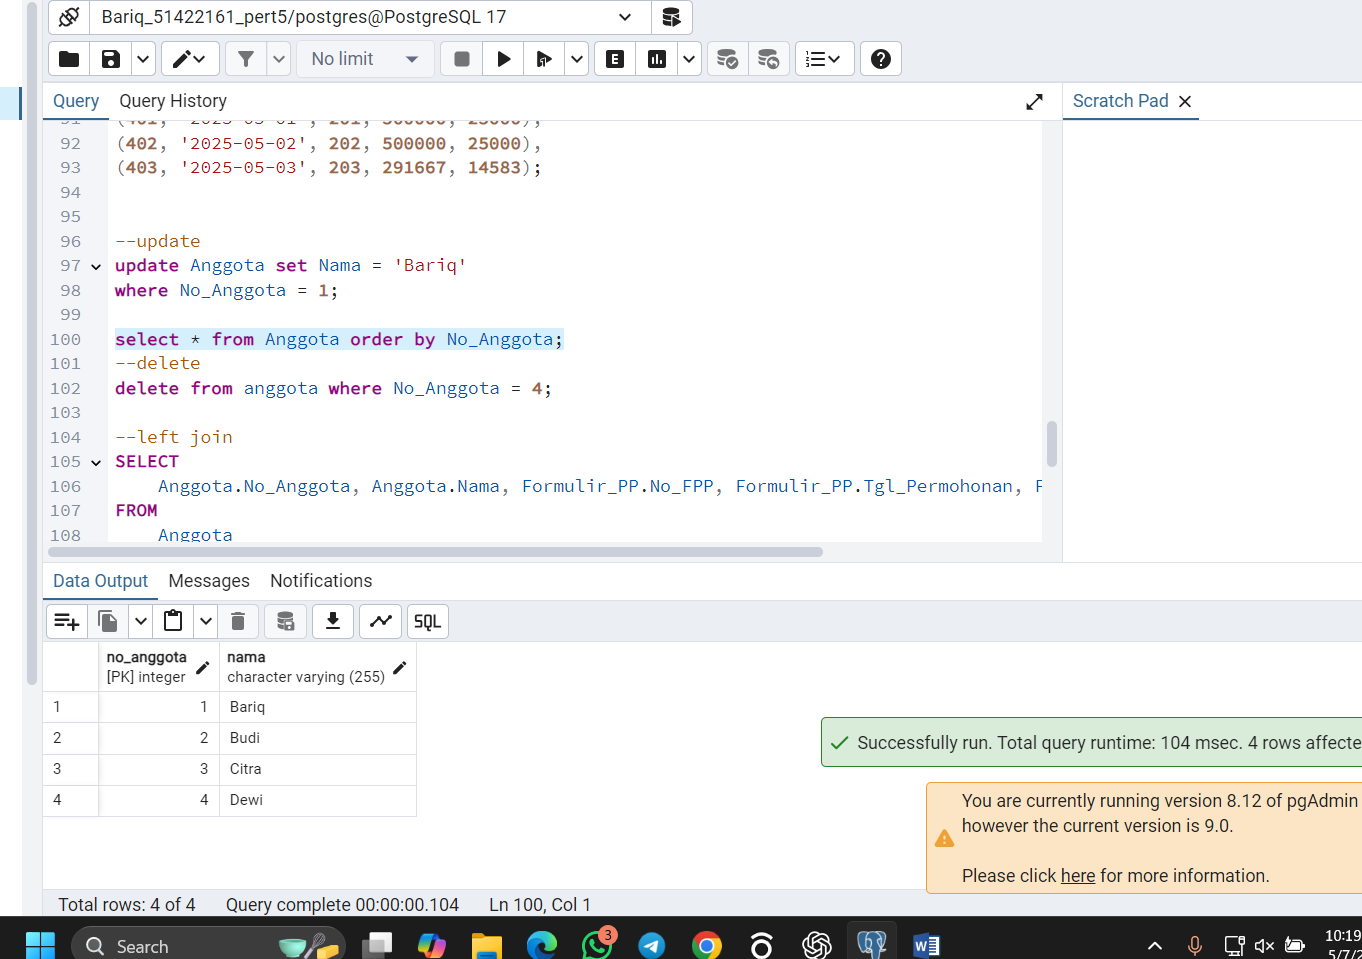 Bariq_51422161_pert5/postgres@PostgreSQL 17
No limit
E
Query Query History
Scratch Pad
92 (402, '2025-05-02', 202, 500000, 25000),
93 (403, '2025-05-03', 203, 291667, 14583);
94
95
96 --update
97 update Anggota set Nama = 'Bariq'
98 where No_Anggota = 1;
99
100 select * from Anggota order by No_Anggota;
101 --delete
102 delete from anggota where No_Anggota = 4;
103
104 --left join
105 SELECT
106 Anggota.No_Anggota, Anggota.Nama, Formulir_PP.No_FPP, Formulir_PP.Tgl_Permohonan, F
107 FROM
108 Anggota
Data Output Messages Notifications
SQL
no_anggota nama
[PK] integer character varying (255)
1 1 Bariq
2 2 Budi
3 3 Citra
4 4 Dewi
Successfully run. Total query runtime: 104 msec. 4 rows affecte
You are currently running version 8.12 of pgAdmin
however the current version is 9.0.
Please click here for more information.
Total rows: 4 of 4 Query complete 00:00:00.104 Ln 100, Col 1
Search
3
10:19
5/7/2